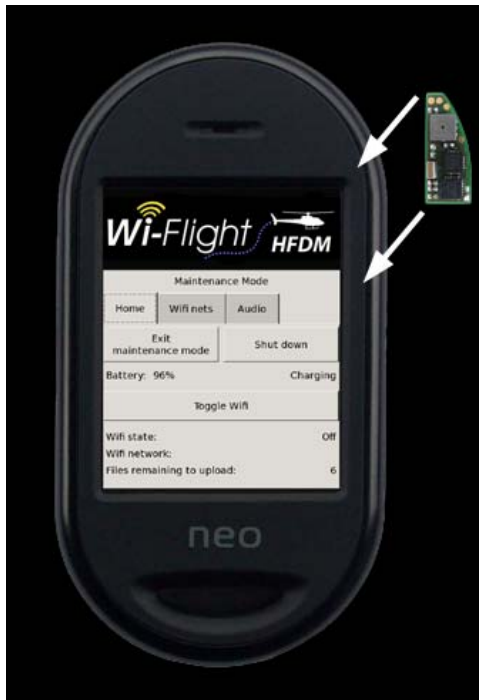 Wi-Flight HFDM
Maintenance Mode
Home Wifi nets Audio
Exit
maintenance mode
Shut down
Battery: 96% Charging
Toggle Wifi
Wifi state: Off
Wifi network:
Files remaining to upload: 6
neo